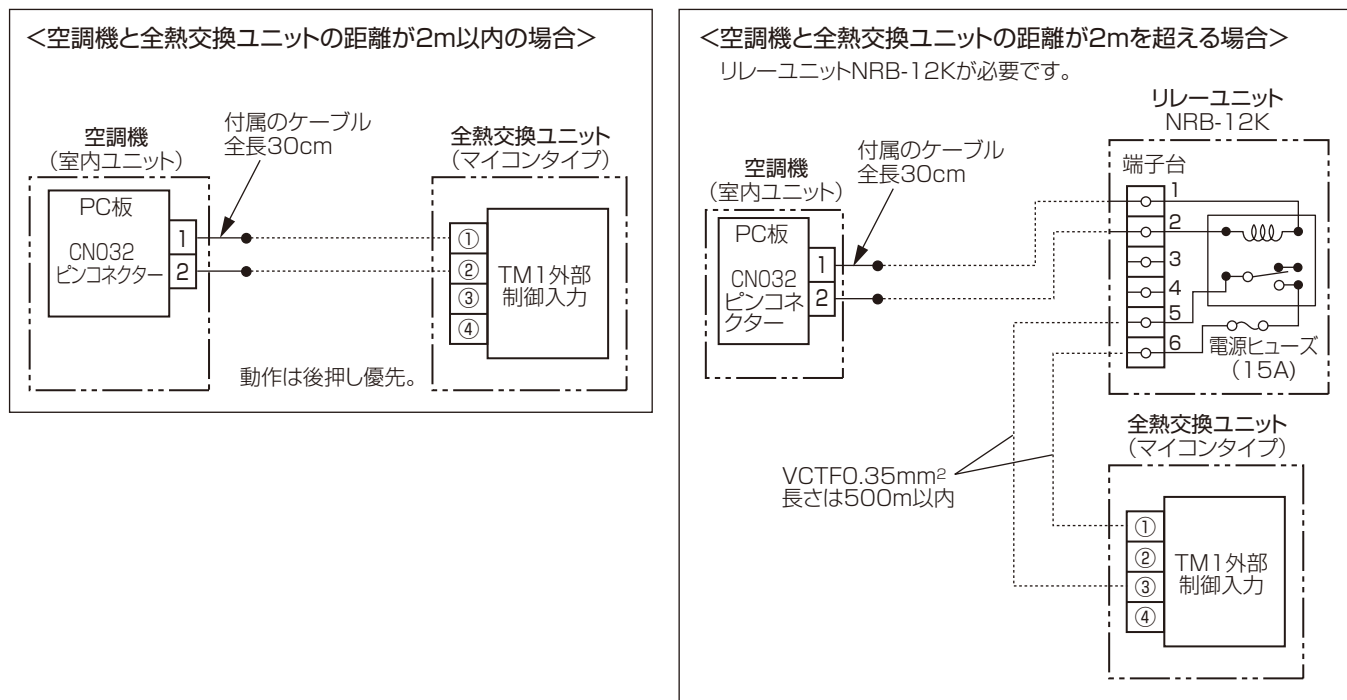 ＜空調機と全熱交換ユニットの距離が2m以内の場合＞
付属のケーブル
全長30cm
空調機
（室内ユニット）
全熱交換ユニット
（マイコンタイプ）
PC板
CN032
ピンコネクター
1
2
①
②
③
④
TM1外部
制御入力
動作は後押し優先。
＜空調機と全熱交換ユニットの距離が2mを超える場合＞
リレーユニットNRB-12Kが必要です。
リレーユニット
NRB-12K
付属のケーブル
全長30cm
空調機
（室内ユニット）
端子台
PC板
CN032
ピンコネ
クター
1
2
1
2
3
4
5
6
電源ヒューズ
（15A）
全熱交換ユニット
（マイコンタイプ）
VCTF0.35mm²
長さは500m以内
①
②
③
④
TM1外部
制御入力